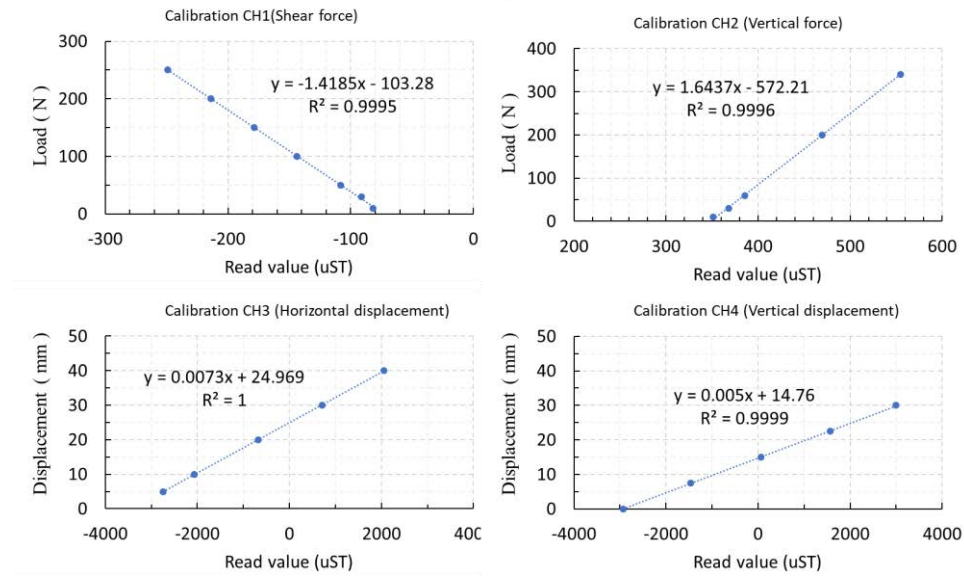 Calibration CH1(Shear force)
300
200
100
0
Load ( N )
y = -1.4185x - 103.28
R² = 0.9995
-300 -200 -100 0
Read value (uST)
Calibration CH2 (Vertical force)
400
300
200
100
0
Load ( N )
y = 1.6437x - 572.21
R² = 0.9996
200 300 400 500 600
Read value (uST)
Calibration CH3 (Horizontal displacement)
50
40
30
20
10
0
Displacement ( mm )
y = 0.0073x + 24.969
R² = 1
-4000 -2000 0 2000 400
Read value (uST)
Calibration CH4 (Vertical displacement)
50
40
30
20
10
0
Displacement ( mm )
y = 0.005x + 14.76
R² = 0.9999
-4000 -2000 0 2000 4000
Read value (uST)